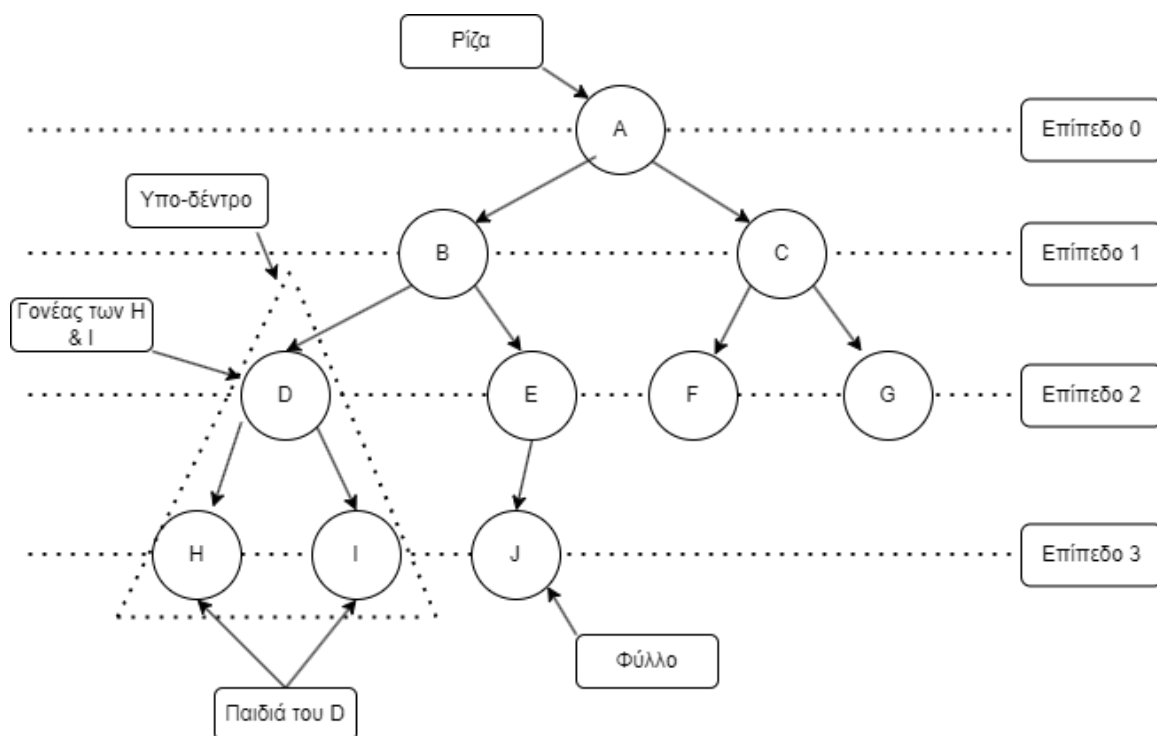 Ρίζα
A
Επίπεδο 0
Υπο-δέντρο
B
C
Επίπεδο 1
Γονέας των H
& I
D
E
F
G
Επίπεδο 2
H
I
J
Επίπεδο 3
Φύλλο
Παιδιά του D